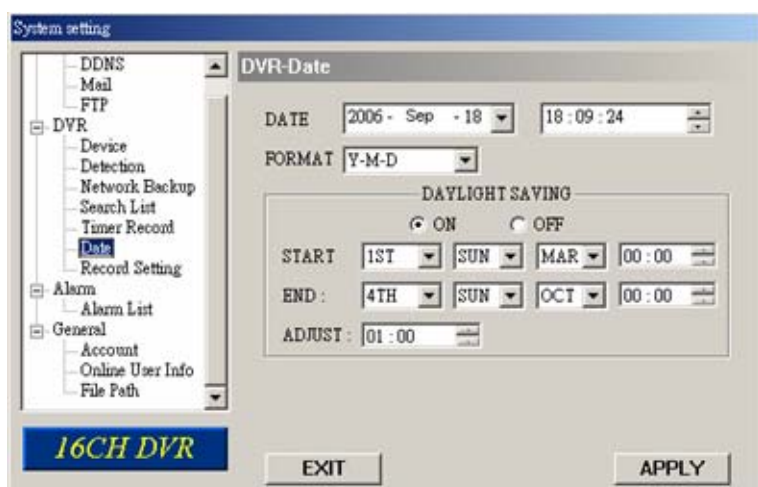 System setting
DDNS
Mail
FTP
DVR
Device
Detection
Network Backup
Search List
Timer Record
Date
Record Setting
Alarm
Alarm List
General
Account
Online User Info
File Path
16CH DVR
DVR-Date
DATE 2006 - Sep - 18 18 : 09 : 24
FORMAT Y-M-D
DAYLIGHT SAVING
ON OFF
START 1ST SUN MAR 00 : 00
END : 4TH SUN OCT 00 : 00
ADJUST : 01 : 00
EXIT APPLY